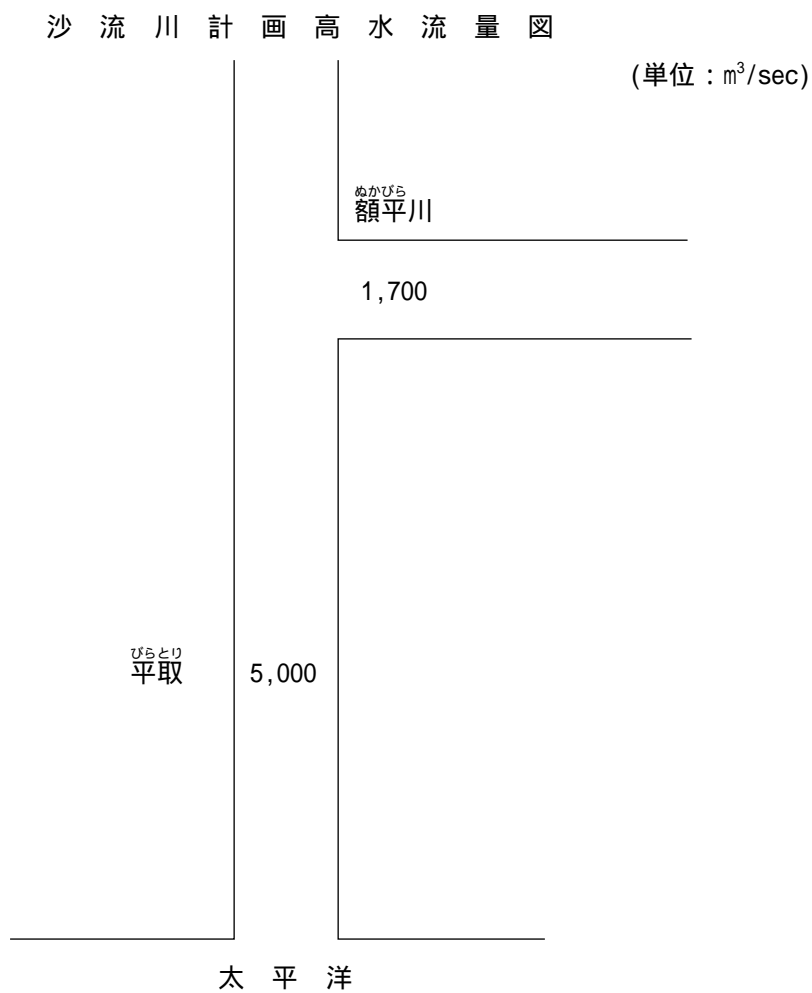 沙流川計画高水流量図
(単位：m³/sec)
ぬかびら
額平川
1,700
びらとり
平取
5,000
太平洋